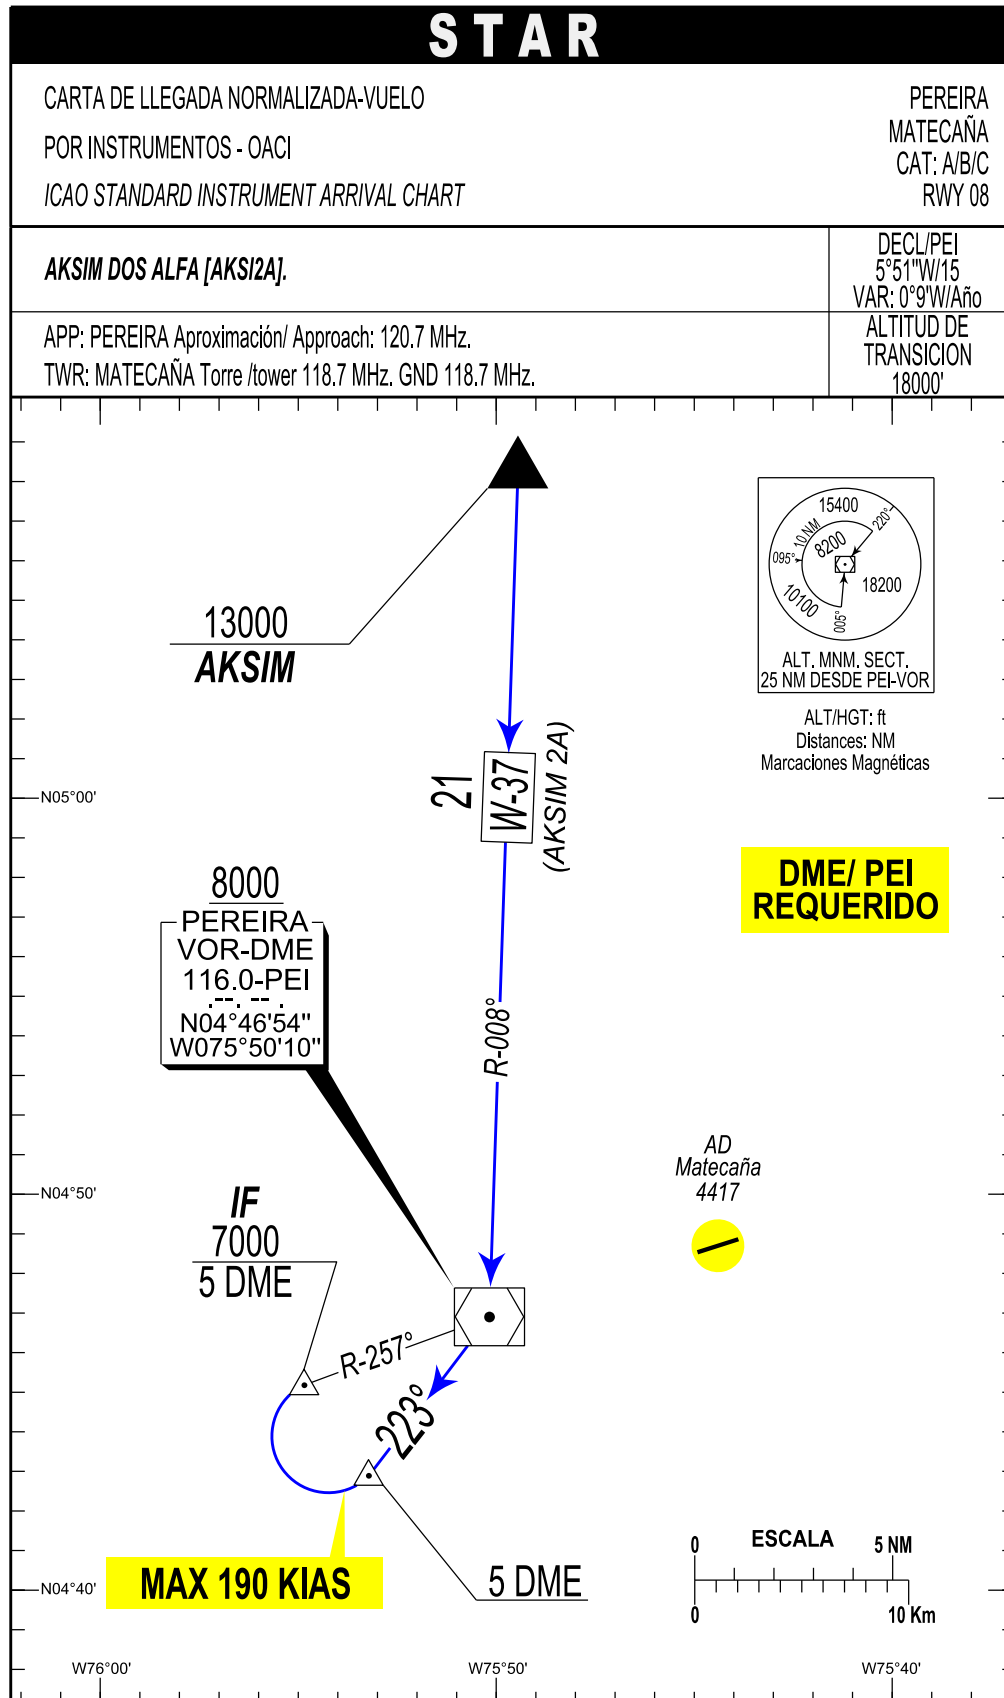 STAR
CARTA DE LLEGADA NORMALIZADA-VUELO
POR INSTRUMENTOS - OACI
ICAO STANDARD INSTRUMENT ARRIVAL CHART
PEREIRA
MATECAÑA
CAT: A/B/C
RWY 08
AKSIM DOS ALFA [AKSI2A].
DECL/PEI
5°51"W/15
VAR: 0°9'W/Año
APP: PEREIRA Aproximación/ Approach: 120.7 MHz.
TWR: MATECAÑA Torre /tower 118.7 MHz. GND 118.7 MHz.
ALTITUD DE
TRANSICION
18000'
15400
220°
10 NM
8200
095°
18200
10100
005°
ALT. MNM. SECT.
25 NM DESDE PEI-VOR
ALT/HGT: ft
Distances: NM
Marcaciones Magnéticas
13000
AKSIM
21
W-37
(AKSIM 2A)
N05°00'
DME/ PEI
REQUERIDO
8000
PEREIRA
VOR-DME
116.0-PEI
.--. -- .
N04°46'54"
W075°50'10"
R-008°
AD
Matecaña
4417
N04°50'
IF
7000
5 DME
R-257°
223°
MAX 190 KIAS
5 DME
N04°40'
0
ESCALA
5 NM
0
10 Km
W76°00'
W75°50'
W75°40'